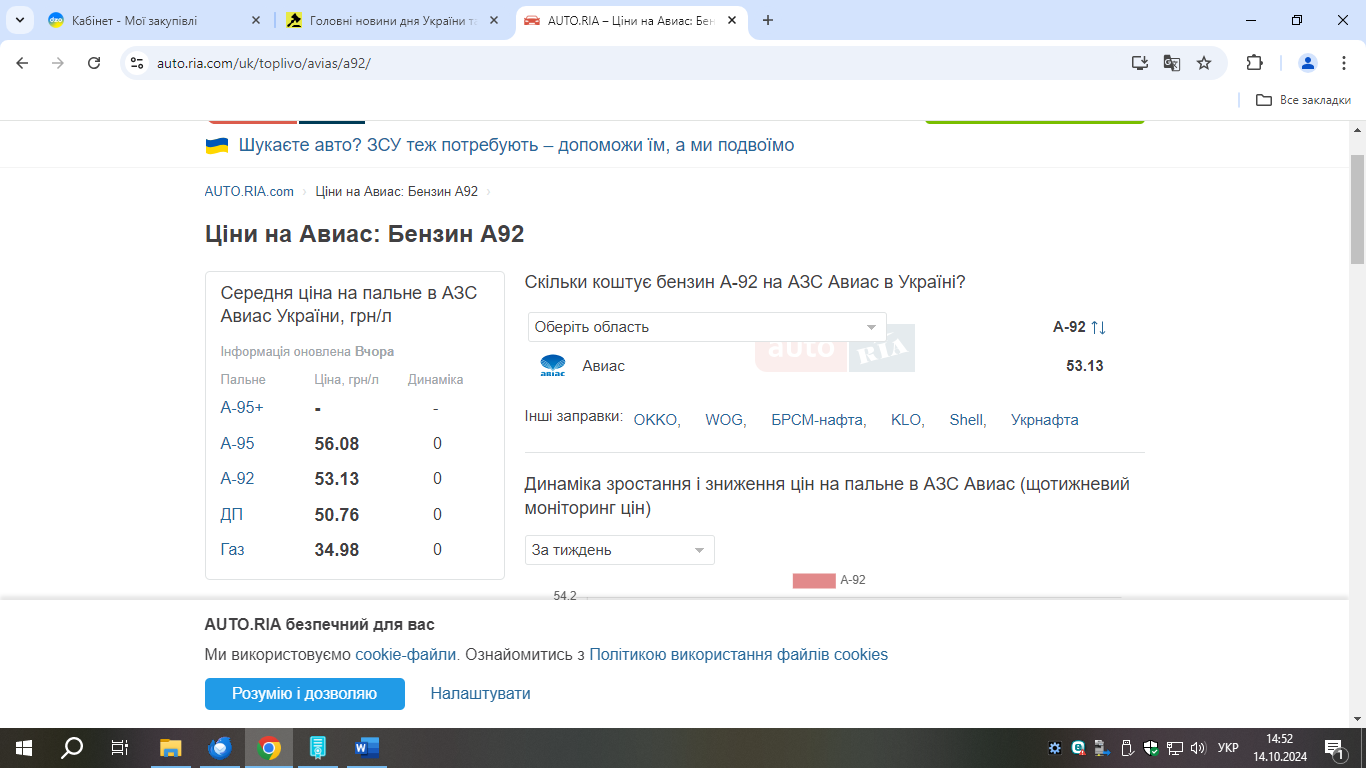 Кабінет - Мої закупівлі
Головні новини дня України та
AUTO.RIA – Ціни на Авиас: Бен
auto.ria.com/uk/toplivo/avias/a92/
Все закладки
Шукаєте авто? ЗСУ теж потребують – допоможи їм, а ми подвоїмо
AUTO.RIA.com › Ціни на Авиас: Бензин А92 ›
Ціни на Авиас: Бензин А92
Середня ціна на пальне в АЗС
Авиас України, грн/л
Інформація оновлена Вчора
Пальне Ціна, грн/л Динаміка
А-95+ - -
А-95 56.08 0
А-92 53.13 0
ДП 50.76 0
Газ 34.98 0
Скільки коштує бензин А-92 на АЗС Авиас в Україні?
Оберіть область
А-92
auto RIA
авіас
Авиас 53.13
Інші заправки: ОККО, WOG, БРСМ-нафта, KLO, Shell, Укрнафта
Динаміка зростання і зниження цін на пальне в АЗС Авиас (щотижневий
моніторинг цін)
За тиждень
А-92
54.2
AUTO.RIA безпечний для вас
Ми використовуємо cookie-файли. Ознайомитись з Політикою використання файлів cookies
Розумію і дозволяю
Налаштувати
УКР
14:52
14.10.2024
1